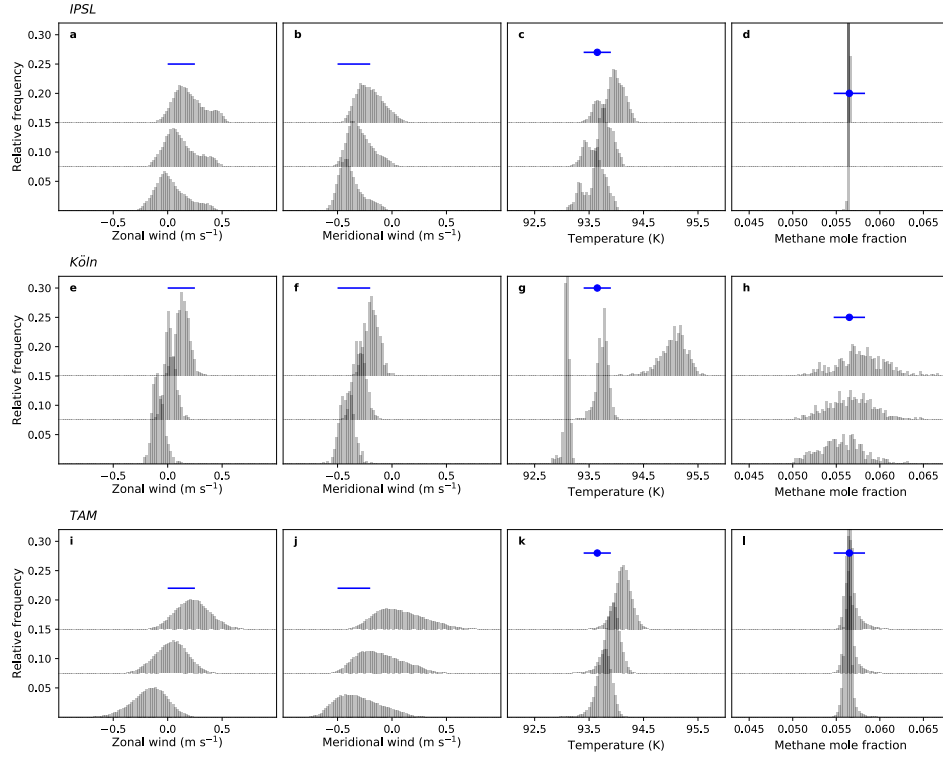 IPSL
a b c d
Relative frequency
0.30
0.25
0.20
0.15
0.10
0.05
−0.5 0.0 0.5
Zonal wind (m s⁻¹)
−0.5 0.0 0.5
Meridional wind (m s⁻¹)
92.5 93.5 94.5 95.5
Temperature (K)
0.045 0.050 0.055 0.060 0.065
Methane mole fraction
Köln
e f g h
Relative frequency
0.30
0.25
0.20
0.15
0.10
0.05
−0.5 0.0 0.5
Zonal wind (m s⁻¹)
−0.5 0.0 0.5
Meridional wind (m s⁻¹)
92.5 93.5 94.5 95.5
Temperature (K)
0.045 0.050 0.055 0.060 0.065
Methane mole fraction
TAM
i j k l
Relative frequency
0.30
0.25
0.20
0.15
0.10
0.05
−0.5 0.0 0.5
Zonal wind (m s⁻¹)
−0.5 0.0 0.5
Meridional wind (m s⁻¹)
92.5 93.5 94.5 95.5
Temperature (K)
0.045 0.050 0.055 0.060 0.065
Methane mole fraction